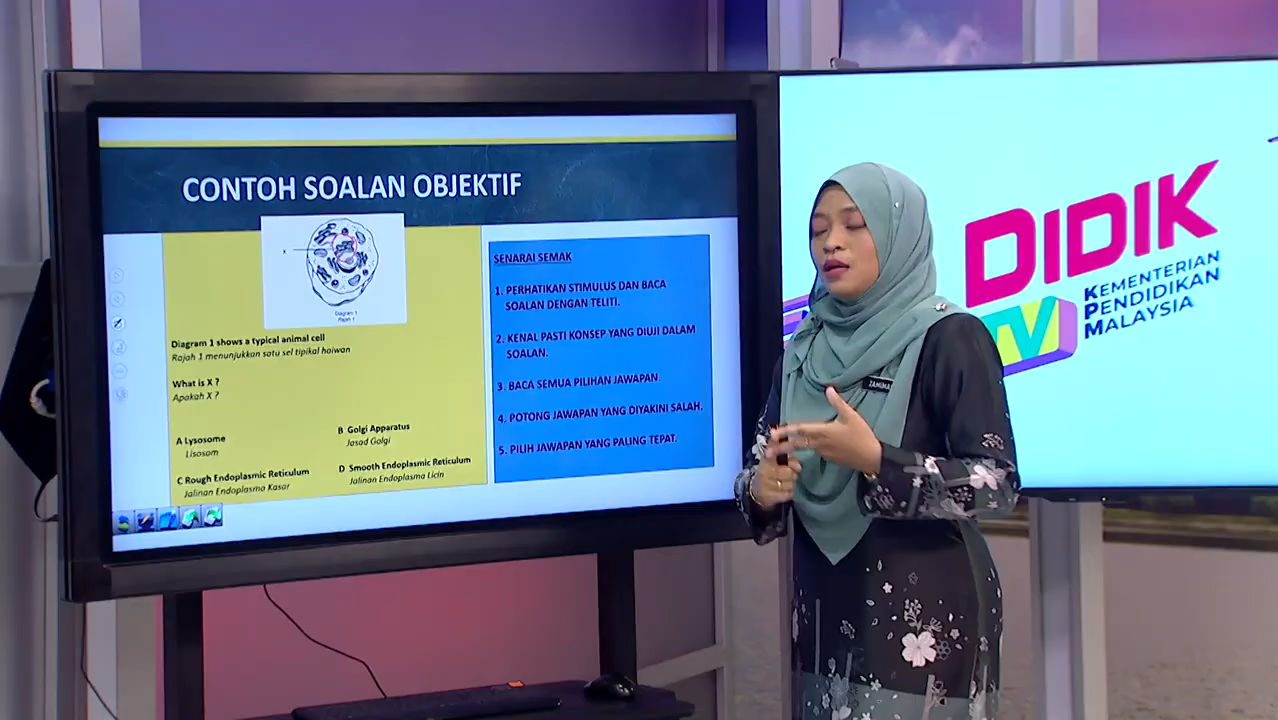 CONTOH SOALAN OBJEKTIF
X
Diagram 1
Rajah 1
Diagram 1 shows a typical animal cell
Rajah 1 menunjukkan satu sel tipikal haiwan
What is X ?
Apakah X ?
A Lysosome
Lisosom
B Golgi Apparatus
Jasad Golgi
C Rough Endoplasmic Reticulum
Jalinan Endoplasma Kasar
D Smooth Endoplasmic Reticulum
Jalinan Endoplasma Licin
SENARAI SEMAK
1. PERHATIKAN STIMULUS DAN BACA
SOALAN DENGAN TELITI.
2. KENAL PASTI KONSEP YANG DIUJI DALAM
SOALAN.
3. BACA SEMUA PILIHAN JAWAPAN.
4. POTONG JAWAPAN YANG DIYAKINI SALAH.
5. PILIH JAWAPAN YANG PALING TEPAT.
DIDIK
TV
KEMENTERIAN
PENDIDIKAN
MALAYSIA